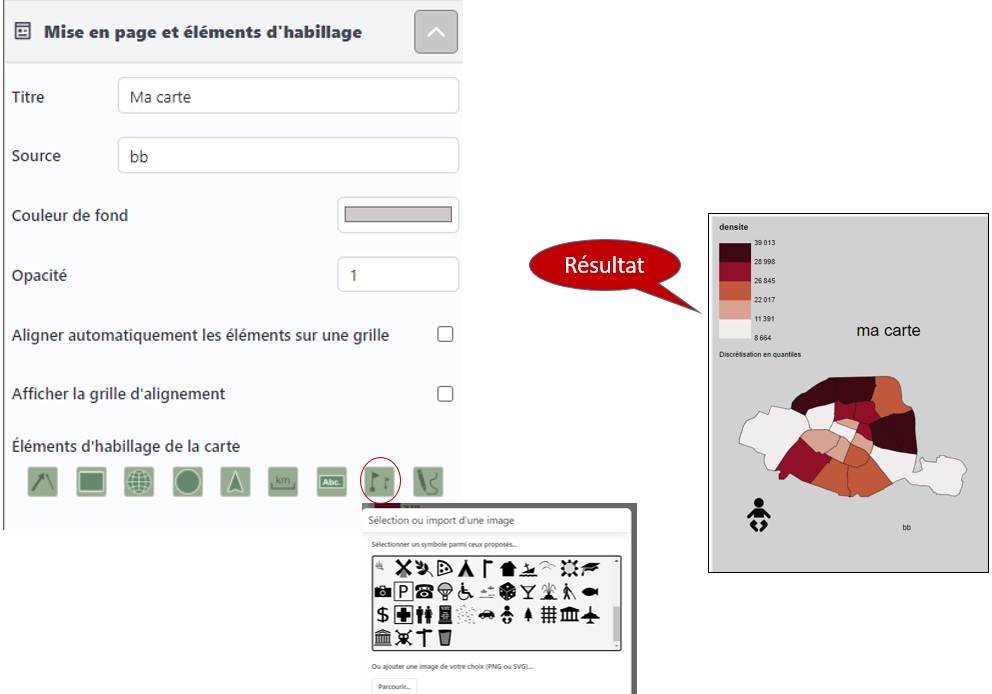 Mise en page et éléments d'habillage
Titre
Ma carte
Source
bb
Couleur de fond
Opacité
1
Aligner automatiquement les éléments sur une grille
Afficher la grille d'alignement
Éléments d'habillage de la carte
km
Abc.
Sélection ou import d'une image
Sélectionner un symbole parmi ceux proposés...
P
$
Ou ajouter une image de votre choix (PNG ou SVG)...
Parcourir...
Résultat
densite
39 013
28 998
26 845
22 017
11 391
8 664
Discrétisation en quantiles
ma carte
bb